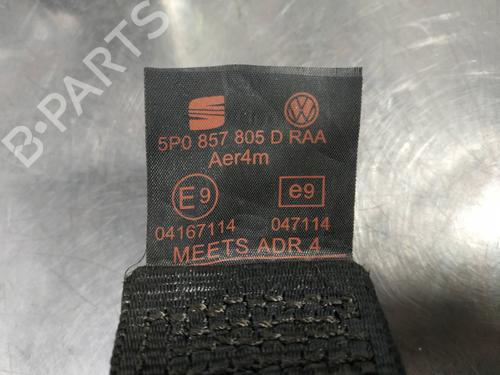 B-PARTS
5P0 857 805 D RAA
Aer4m
E9 e9
04167114 047114
MEETS ADR 4